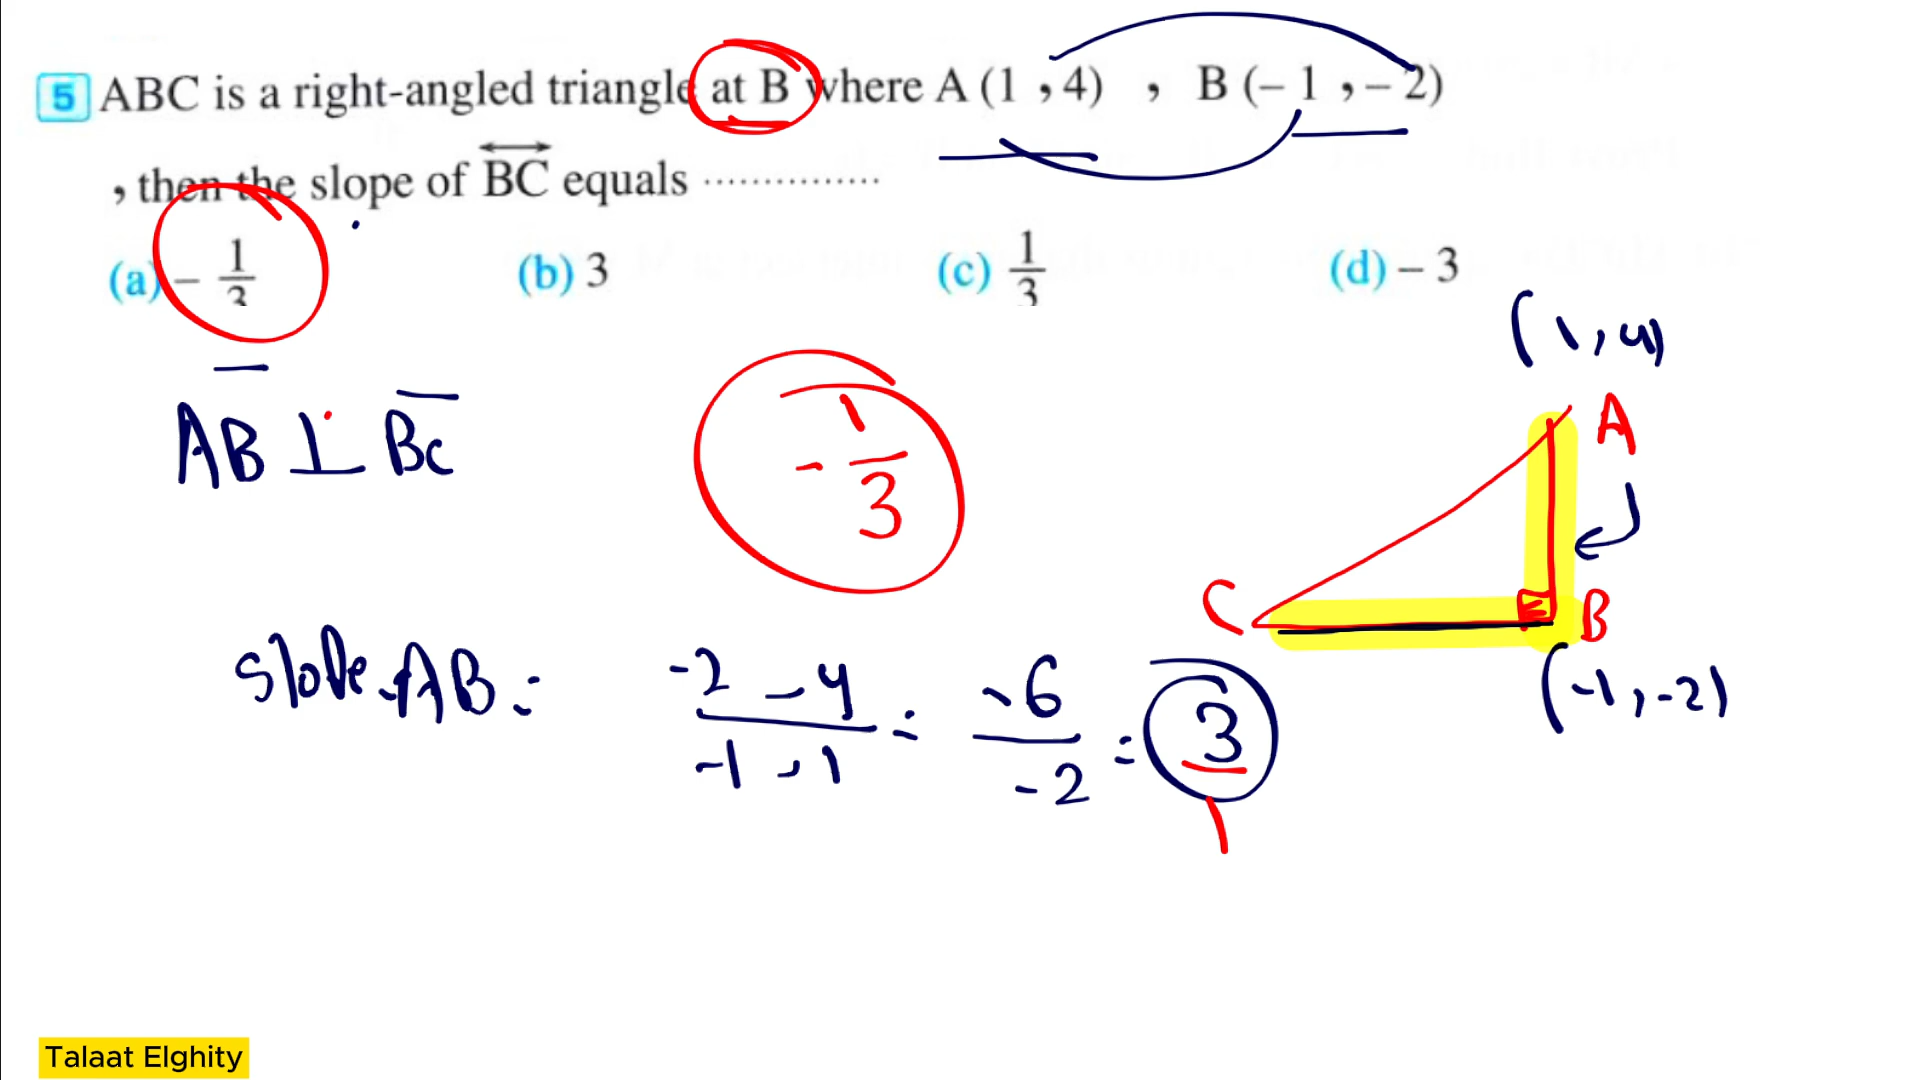 5 ABC is a right-angled triangle at B where A (1 , 4) , B (– 1 , – 2)
, then the slope of BC equals ...............
(a) – 1/3 (b) 3 (c) 1/3 (d) – 3
(1, 4)
AB ⊥ BC
- 1/3
A
C
B
(-1, -2)
Slope AB = -2 - 4 / -1 - 1 = -6 / -2 = 3
Talaat Elghity